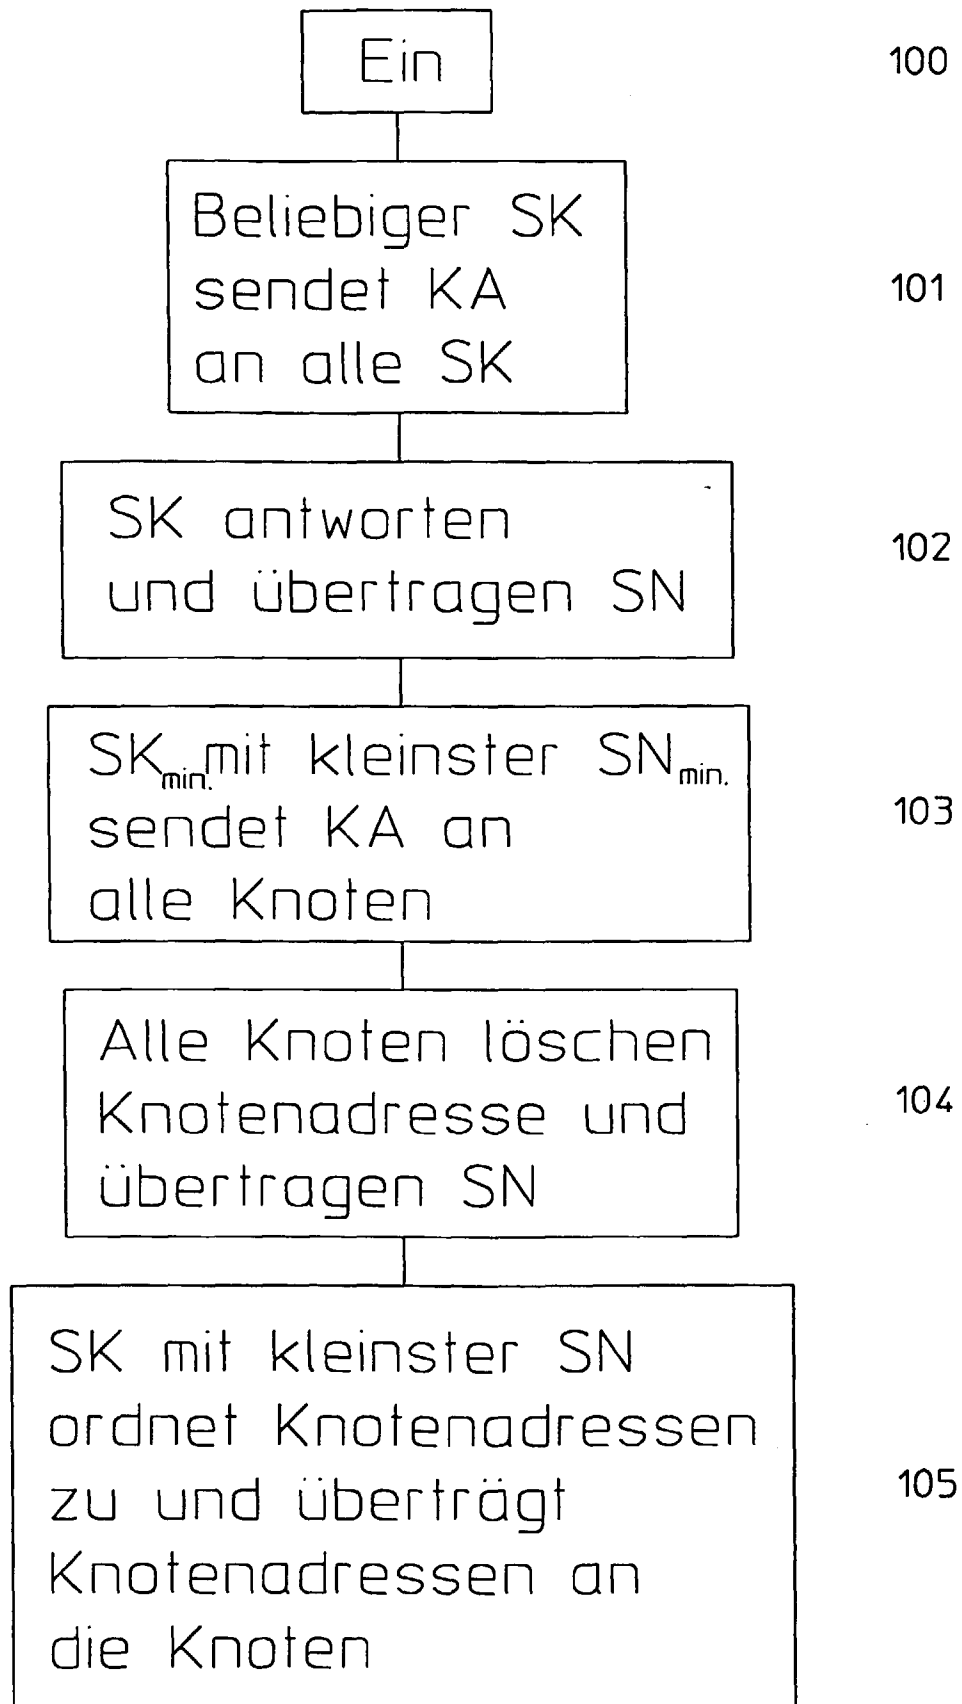 Ein
100
Beliebiger SK
sendet KA
an alle SK
101
SK antworten
und übertragen SN
102
SKmin. mit kleinster SNmin.
sendet KA an
alle Knoten
103
Alle Knoten löschen
Knotenadresse und
übertragen SN
104
SK mit kleinster SN
ordnet Knotenadressen
zu und überträgt
Knotenadressen an
die Knoten
105